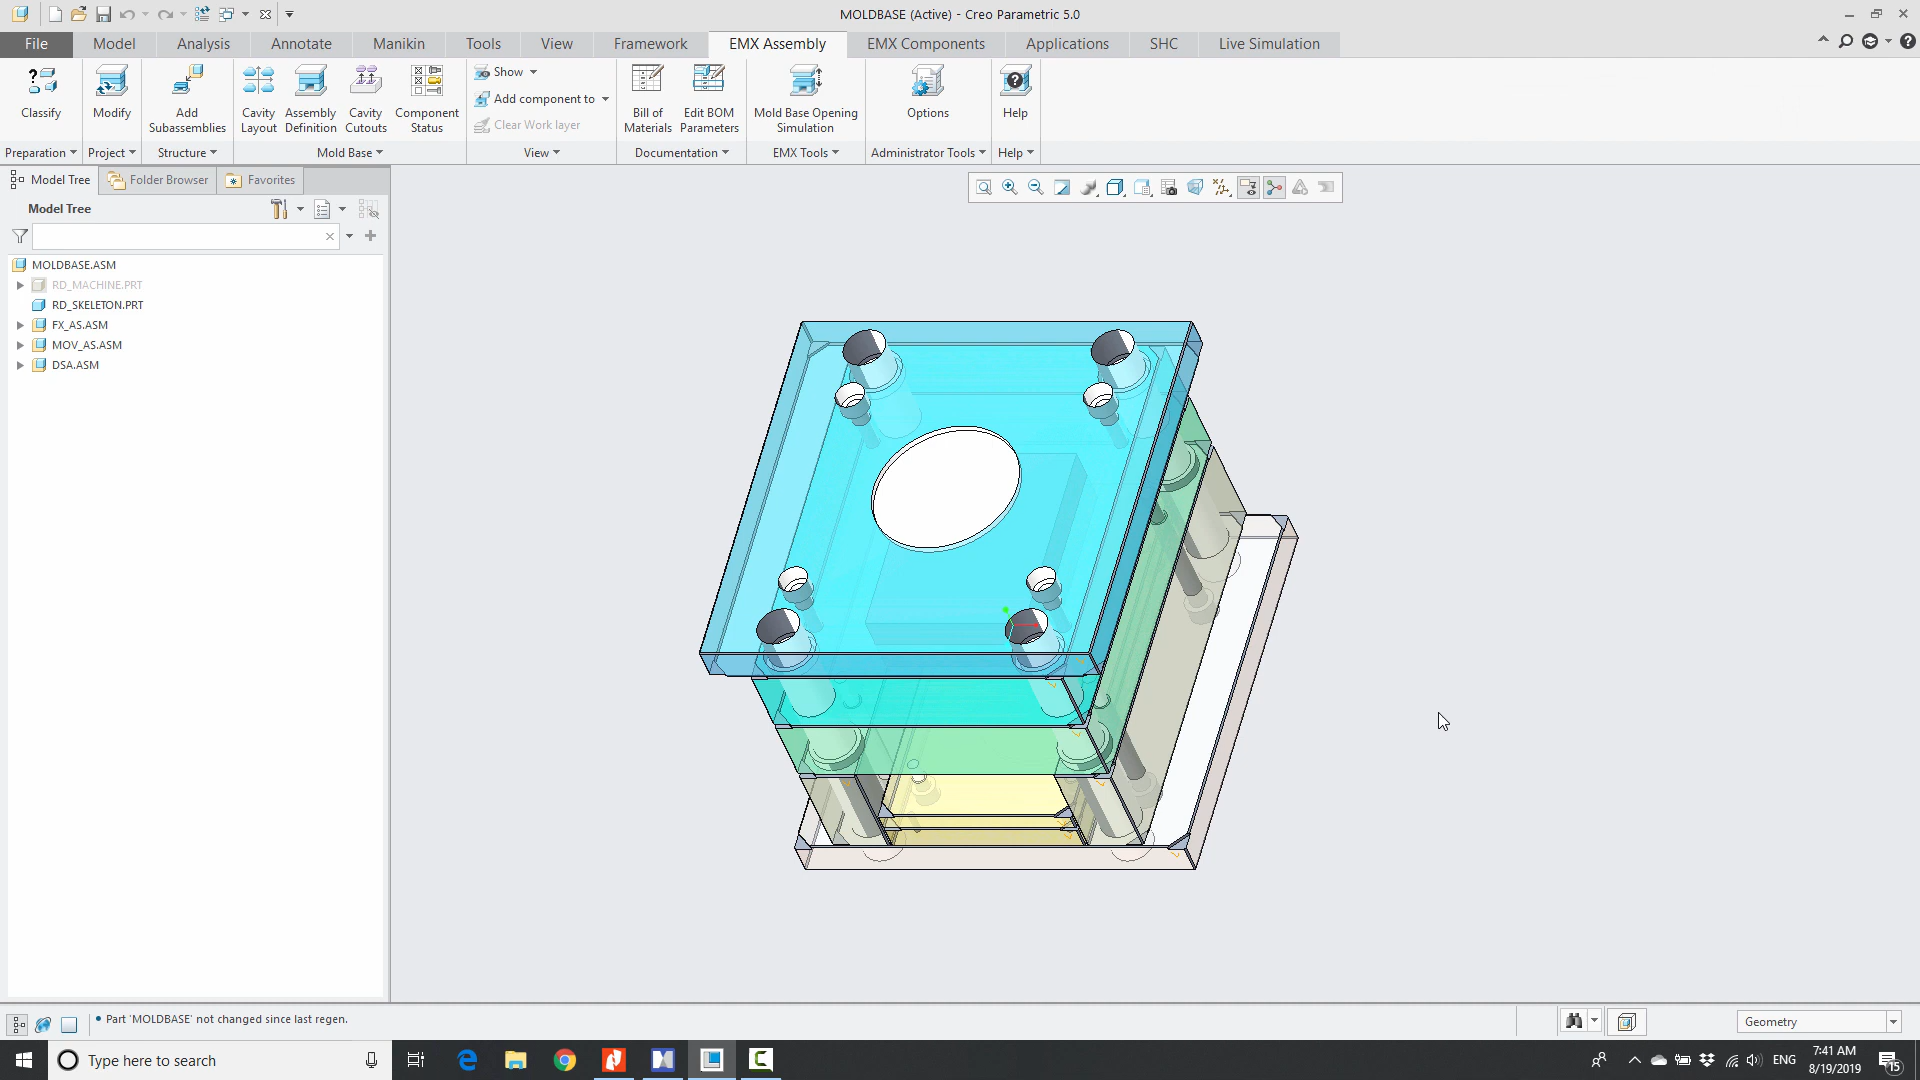 MOLDBASE (Active) - Creo Parametric 5.0
File Model Analysis Annotate Manikin Tools View Framework EMX Assembly EMX Components Applications SHC Live Simulation
Classify
Modify
Add
Subassemblies
Cavity
Layout
Assembly
Definition
Cavity
Cutouts
Component
Status
Show
Add component to
Clear Work layer
Bill of
Materials
Edit BOM
Parameters
Mold Base Opening
Simulation
Options
Help
Preparation Project Structure Mold Base View Documentation EMX Tools Administrator Tools Help
Model Tree Folder Browser Favorites
Model Tree
MOLDBASE.ASM
RD_MACHINE.PRT
RD_SKELETON.PRT
FX_AS.ASM
MOV_AS.ASM
DSA.ASM
Part 'MOLDBASE' not changed since last regen.
Geometry
Type here to search
ENG
7:41 AM
8/19/2019
15